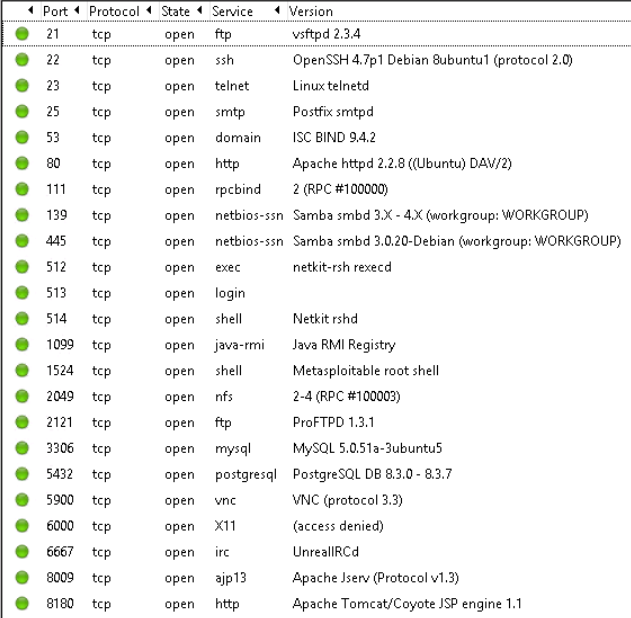 Port Protocol State Service Version
21 tcp open ftp vsftpd 2.3.4
22 tcp open ssh OpenSSH 4.7p1 Debian 8ubuntu1 (protocol 2.0)
23 tcp open telnet Linux telnetd
25 tcp open smtp Postfix smtpd
53 tcp open domain ISC BIND 9.4.2
80 tcp open http Apache httpd 2.2.8 ((Ubuntu) DAV/2)
111 tcp open rpcbind 2 (RPC #100000)
139 tcp open netbios-ssn Samba smbd 3.X - 4.X (workgroup: WORKGROUP)
445 tcp open netbios-ssn Samba smbd 3.0.20-Debian (workgroup: WORKGROUP)
512 tcp open exec netkit-rsh rexecd
513 tcp open login
514 tcp open shell Netkit rshd
1099 tcp open java-rmi Java RMI Registry
1524 tcp open shell Metasploitable root shell
2049 tcp open nfs 2-4 (RPC #100003)
2121 tcp open ftp ProFTPD 1.3.1
3306 tcp open mysql MySQL 5.0.51a-3ubuntu5
5432 tcp open postgresql PostgreSQL DB 8.3.0 - 8.3.7
5900 tcp open vnc VNC (protocol 3.3)
6000 tcp open X11 (access denied)
6667 tcp open irc UnrealIRCd
8009 tcp open ajp13 Apache Jserv (Protocol v1.3)
8180 tcp open http Apache Tomcat/Coyote JSP engine 1.1